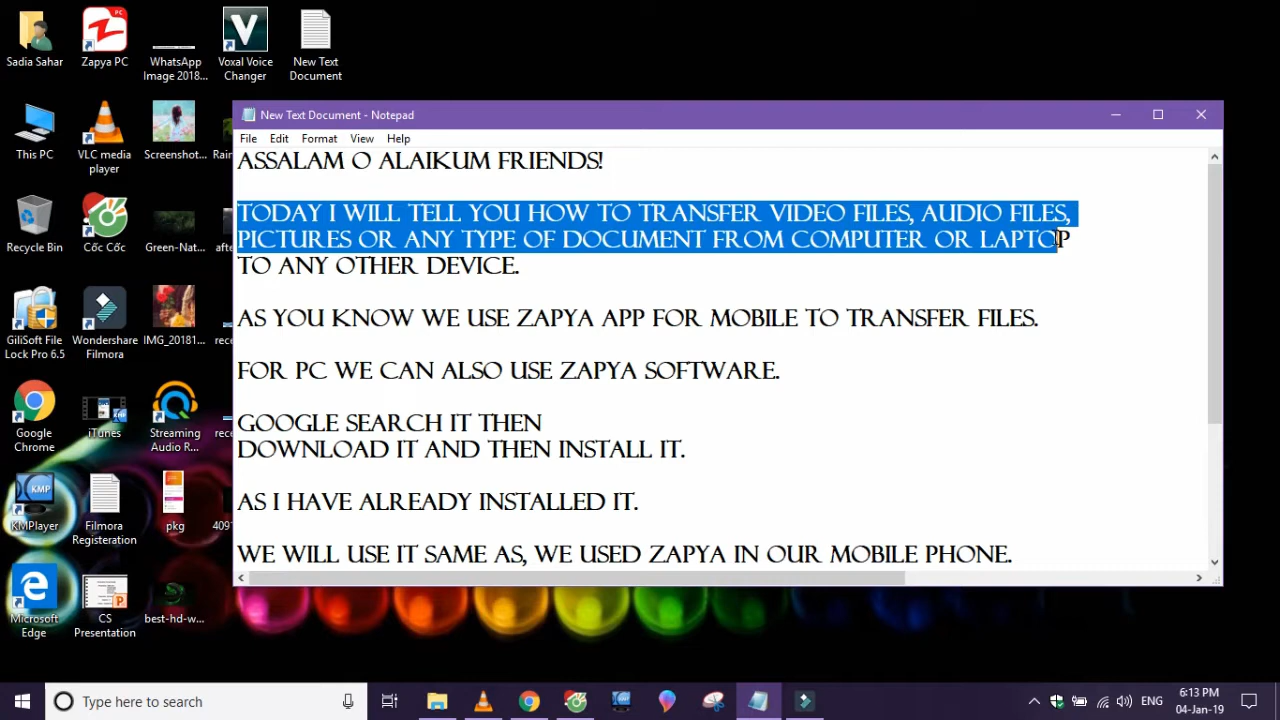 Sadia Sahar
Zapya PC
WhatsApp Image 2018...
Voxal Voice Changer
New Text Document
This PC
VLC media player
Screenshot...
Rain
Recycle Bin
Cốc Cốc
Green-Nat...
GiliSoft File Lock Pro 6.5
Wondershare Filmora
IMG_20181...
Google Chrome
iTunes
Streaming Audio R...
KMPlayer
Filmora Registeration
pkg
Microsoft Edge
CS Presentation
best-hd-w...
New Text Document - Notepad
File Edit Format View Help
ASSALAM O ALAIKUM FRIENDS!
TODAY I WILL TELL YOU HOW TO TRANSFER VIDEO FILES, AUDIO FILES,
PICTURES OR ANY TYPE OF DOCUMENT FROM COMPUTER OR LAPTOP
TO ANY OTHER DEVICE.
AS YOU KNOW WE USE ZAPYA APP FOR MOBILE TO TRANSFER FILES.
FOR PC WE CAN ALSO USE ZAPYA SOFTWARE.
GOOGLE SEARCH IT THEN
DOWNLOAD IT AND THEN INSTALL IT.
AS I HAVE ALREADY INSTALLED IT.
WE WILL USE IT SAME AS, WE USED ZAPYA IN OUR MOBILE PHONE.
Type here to search
ENG
6:13 PM
04-Jan-19